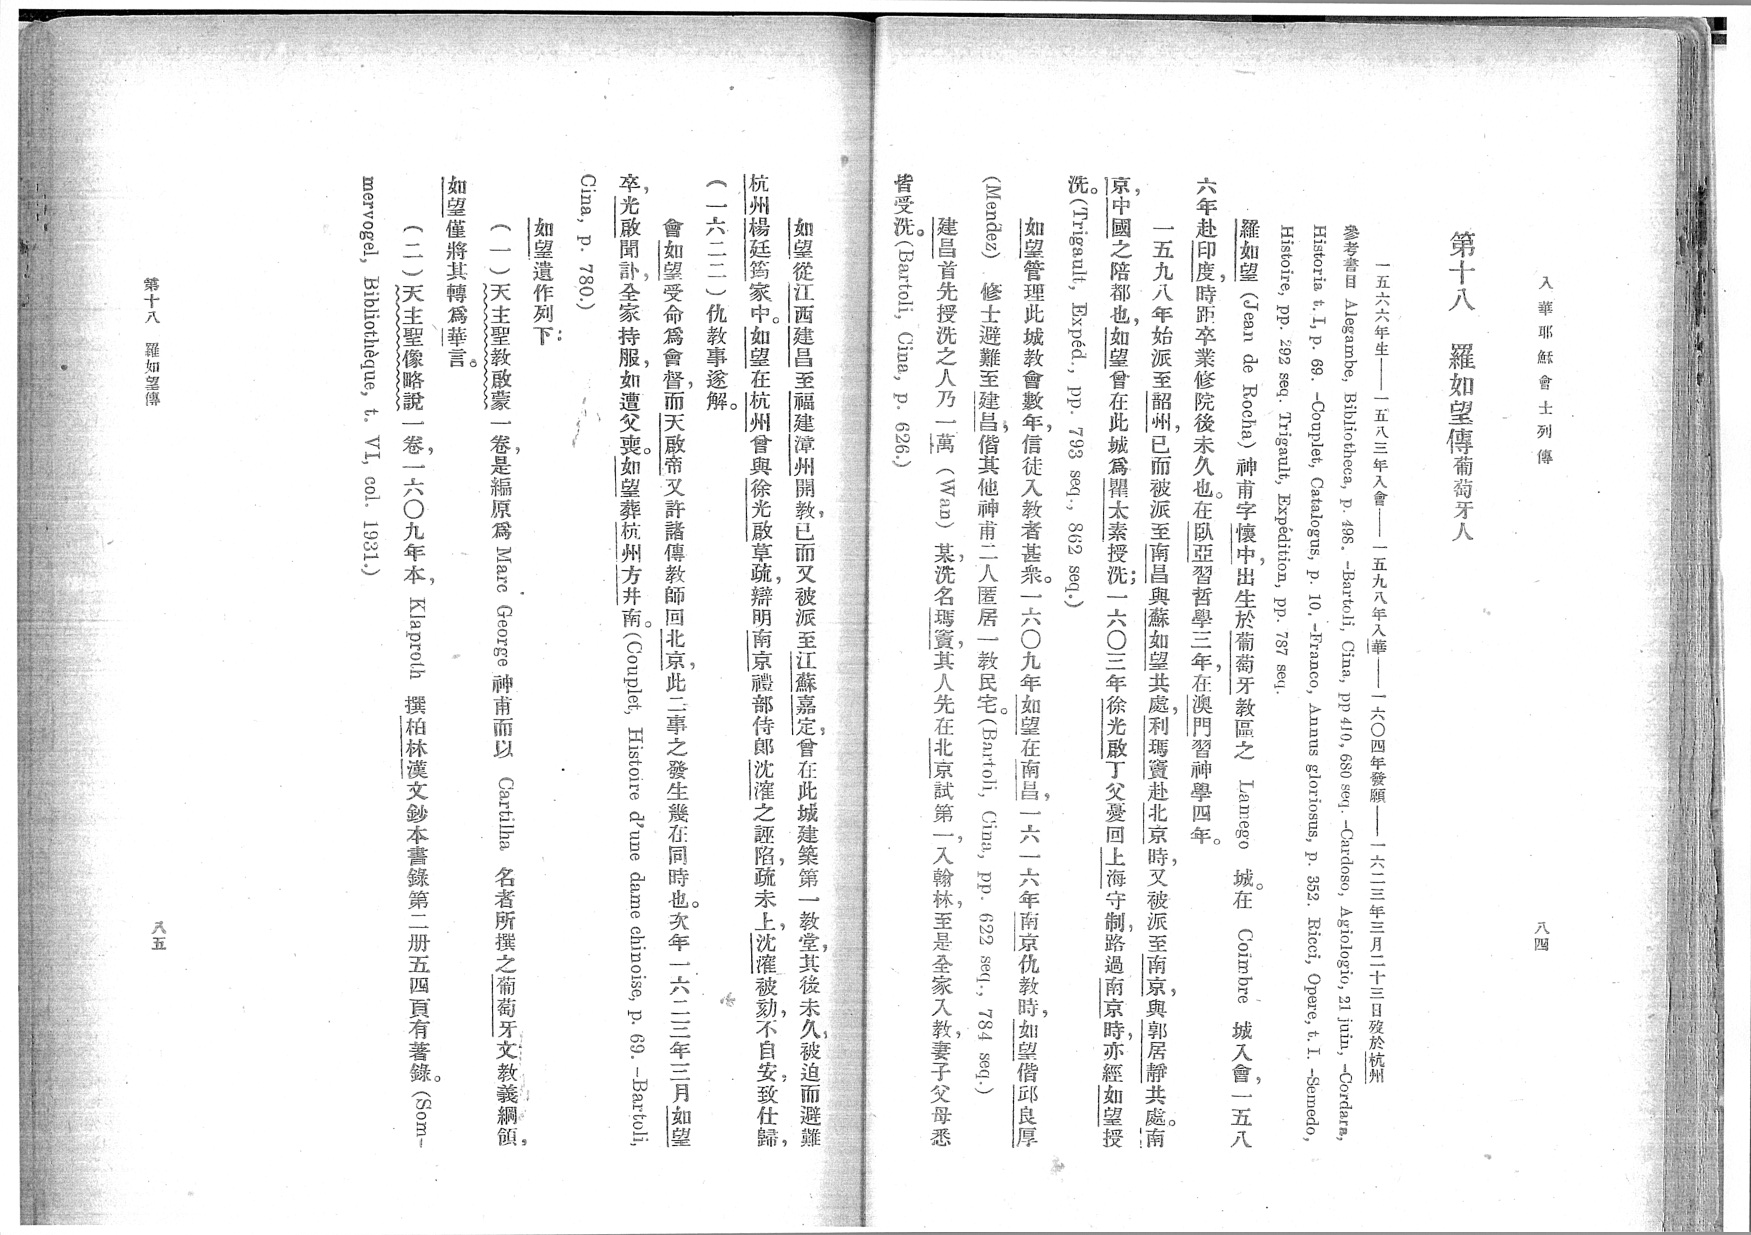 入華耶穌會士列傳
八四
第十八　羅如望傳葡萄牙人
一五六六年生——一五八三年入會——一五九八年入華——一六〇四年發願——一六二三年三月二十三日歿於杭州
參考書目 Alegambe, Bibliotheca, p. 498. -Bartoli, Cina, pp 410, 680 seq. -Cardoso, Agiologio, 21 juin, -Cordara,
Historia t. I, p. 69. -Couplet, Catalogus, p. 10, -Franco, Annus gloriosus, p. 352. Ricci, Opere, t. I. -Semedo,
Histoire, pp. 292 seq. Trigault, Expédition, pp. 787 seq.
羅如望 (Jean de Rocha) 神甫字懷中，出生於葡萄牙教區之 Lamego 城。在 Coimbre 城入會，一五八
六年赴印度，時距卒業修院後未久也。在臥亞習哲學三年，在澳門習神學四年。
一五九八年始派至韶州，已而被派至南昌與蘇如望共處，利瑪竇赴北京時，又被派至南京，與郭居靜共處。南
京，中國之陪都也，如望曾在此城爲瞿太素授洗；一六〇三年徐光啟丁父憂回上海守制，路過南京時，亦經如望授
洗。(Trigault, Expéd., pp. 793 seq., 862 seq.)
如望管理此城教會數年，信徒入教者甚衆。一六〇九年如望在南昌，一六一六年南京仇教時，如望偕邱良厚
(Mendez) 修士避難至建昌，偕其他神甫二人匿居一教民宅。(Bartoli, Cina, pp. 622 seq., 784 seq.)
建昌首先授洗之人乃一萬 (Wan) 某，洗名瑪竇，其人先在北京試第一，入翰林，至是全家入教，妻子父母悉
皆受洗。(Bartoli, Cina, p. 626.)
如望從江西建昌至福建漳州開教，已而又被派至江蘇嘉定，曾在此城建築第一教堂，其後未久，被迫而避難
杭州楊廷筠家中。如望在杭州曾與徐光啟草疏，辯明南京禮部侍郎沈㴶之誣陷，疏未上，沈㴶被劾，不自安，致仕歸，
(一六二二)仇教事遂解。
會如望受命爲會督，而天啟帝又許諸傳教師回北京，此二事之發生幾在同時也。次年一六二三年三月如望
卒，光啟聞訃，全家持服，如遭父喪。如望葬杭州方井南。(Couplet, Histoire d'une dame chinoise, p. 69. -Bartoli,
Cina, p. 780.)
如望遺作列下：
(一)天主聖教啟蒙一卷，是編原爲 Marc George 神甫而以 Cartilha 名者所撰之葡萄牙文教義綱領，
如望僅將其轉爲華言。
(二)天主聖像略說一卷，一六〇九年本，Klaproth 撰柏林漢文鈔本書錄第二册五四頁有著錄。(Som-
mervogel, Bibliothèque, t. VI, col. 1931.)
第十八　羅如望傳
八五